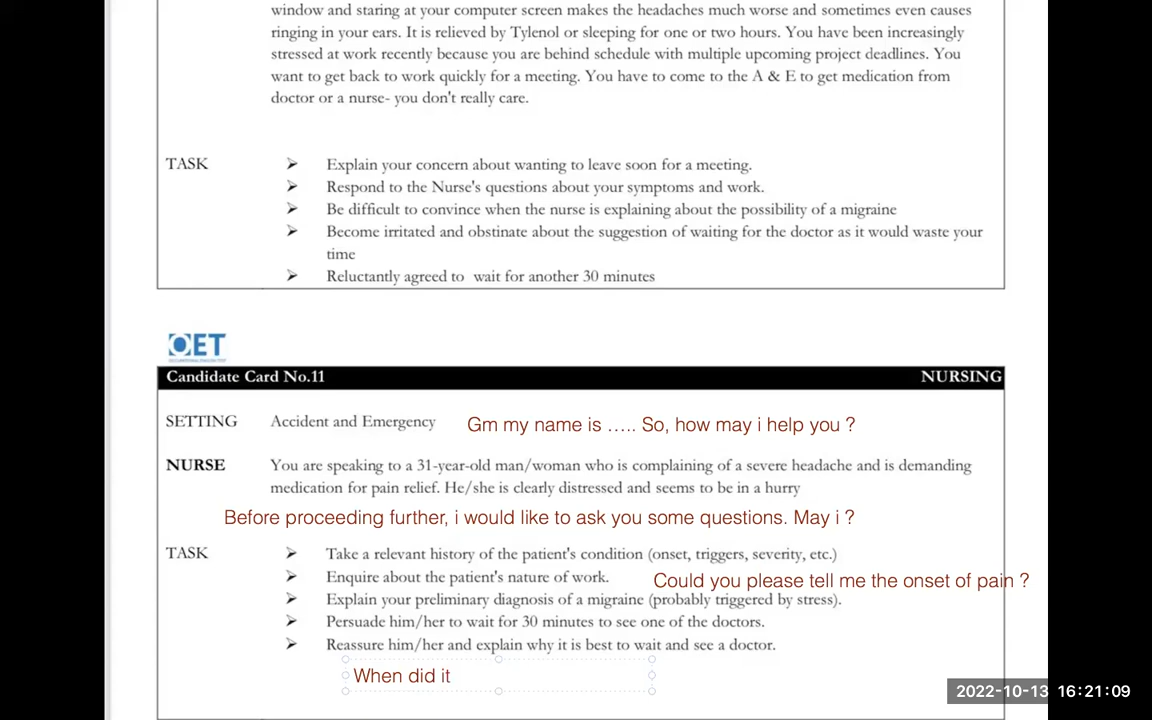 window and staring at your computer screen makes the headaches much worse and sometimes even causes
ringing in your ears. It is relieved by Tylenol or sleeping for one or two hours. You have been increasingly
stressed at work recently because you are behind schedule with multiple upcoming project deadlines. You
want to get back to work quickly for a meeting. You have to come to the A & E to get medication from
doctor or a nurse- you don't really care.
TASK
➢ Explain your concern about wanting to leave soon for a meeting.
➢ Respond to the Nurse's questions about your symptoms and work.
➢ Be difficult to convince when the nurse is explaining about the possibility of a migraine
➢ Become irritated and obstinate about the suggestion of waiting for the doctor as it would waste your
time
➢ Reluctantly agreed to wait for another 30 minutes
OET
Candidate Card No.11 NURSING
SETTING Accident and Emergency Gm my name is ..... So, how may i help you ?
NURSE You are speaking to a 31-year-old man/woman who is complaining of a severe headache and is demanding
medication for pain relief. He/she is clearly distressed and seems to be in a hurry
Before proceeding further, i would like to ask you some questions. May i ?
TASK ➢ Take a relevant history of the patient's condition (onset, triggers, severity, etc.)
➢ Enquire about the patient's nature of work. Could you please tell me the onset of pain ?
➢ Explain your preliminary diagnosis of a migraine (probably triggered by stress).
➢ Persuade him/her to wait for 30 minutes to see one of the doctors.
➢ Reassure him/her and explain why it is best to wait and see a doctor.
When did it
2022-10-13 16:21:09